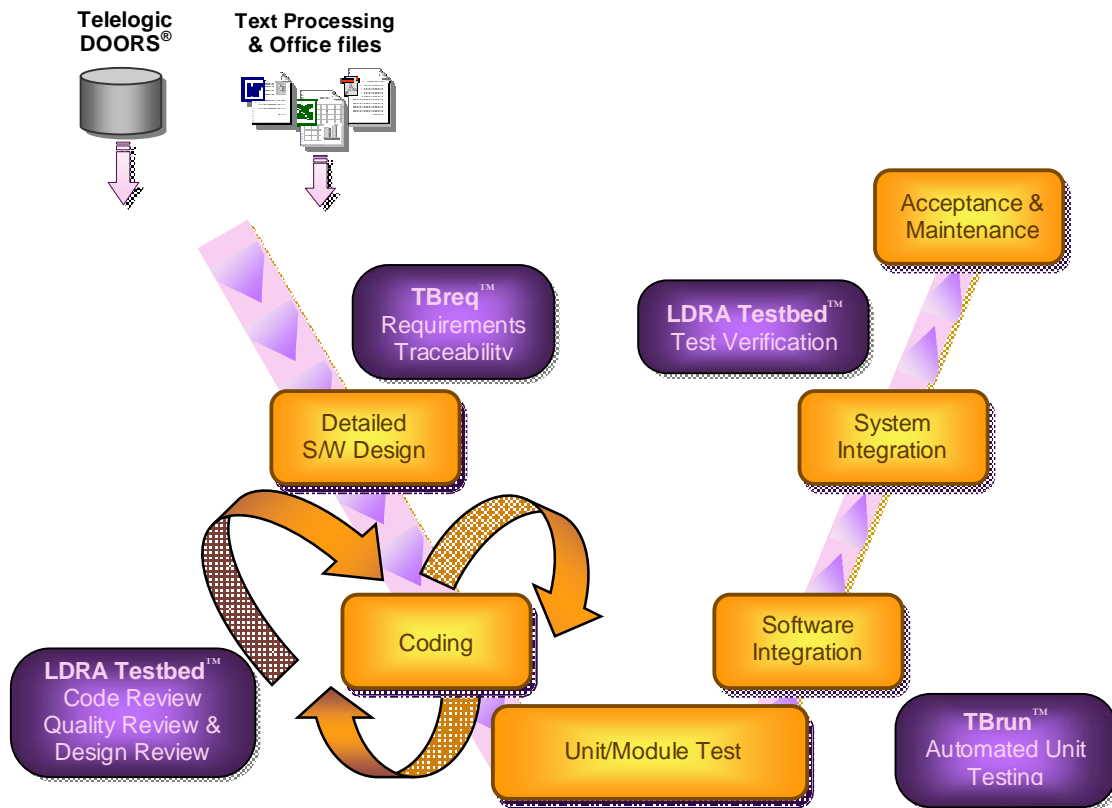 Telelogic
DOORS®
Text Processing
& Office files
Acceptance &
Maintenance
TBreq™
Requirements
Traceability
LDRA Testbed™
Test Verification
Detailed
S/W Design
System
Integration
Coding
Software
Integration
LDRA Testbed™
Code Review
Quality Review &
Design Review
Unit/Module Test
TBrun™
Automated Unit
Testing